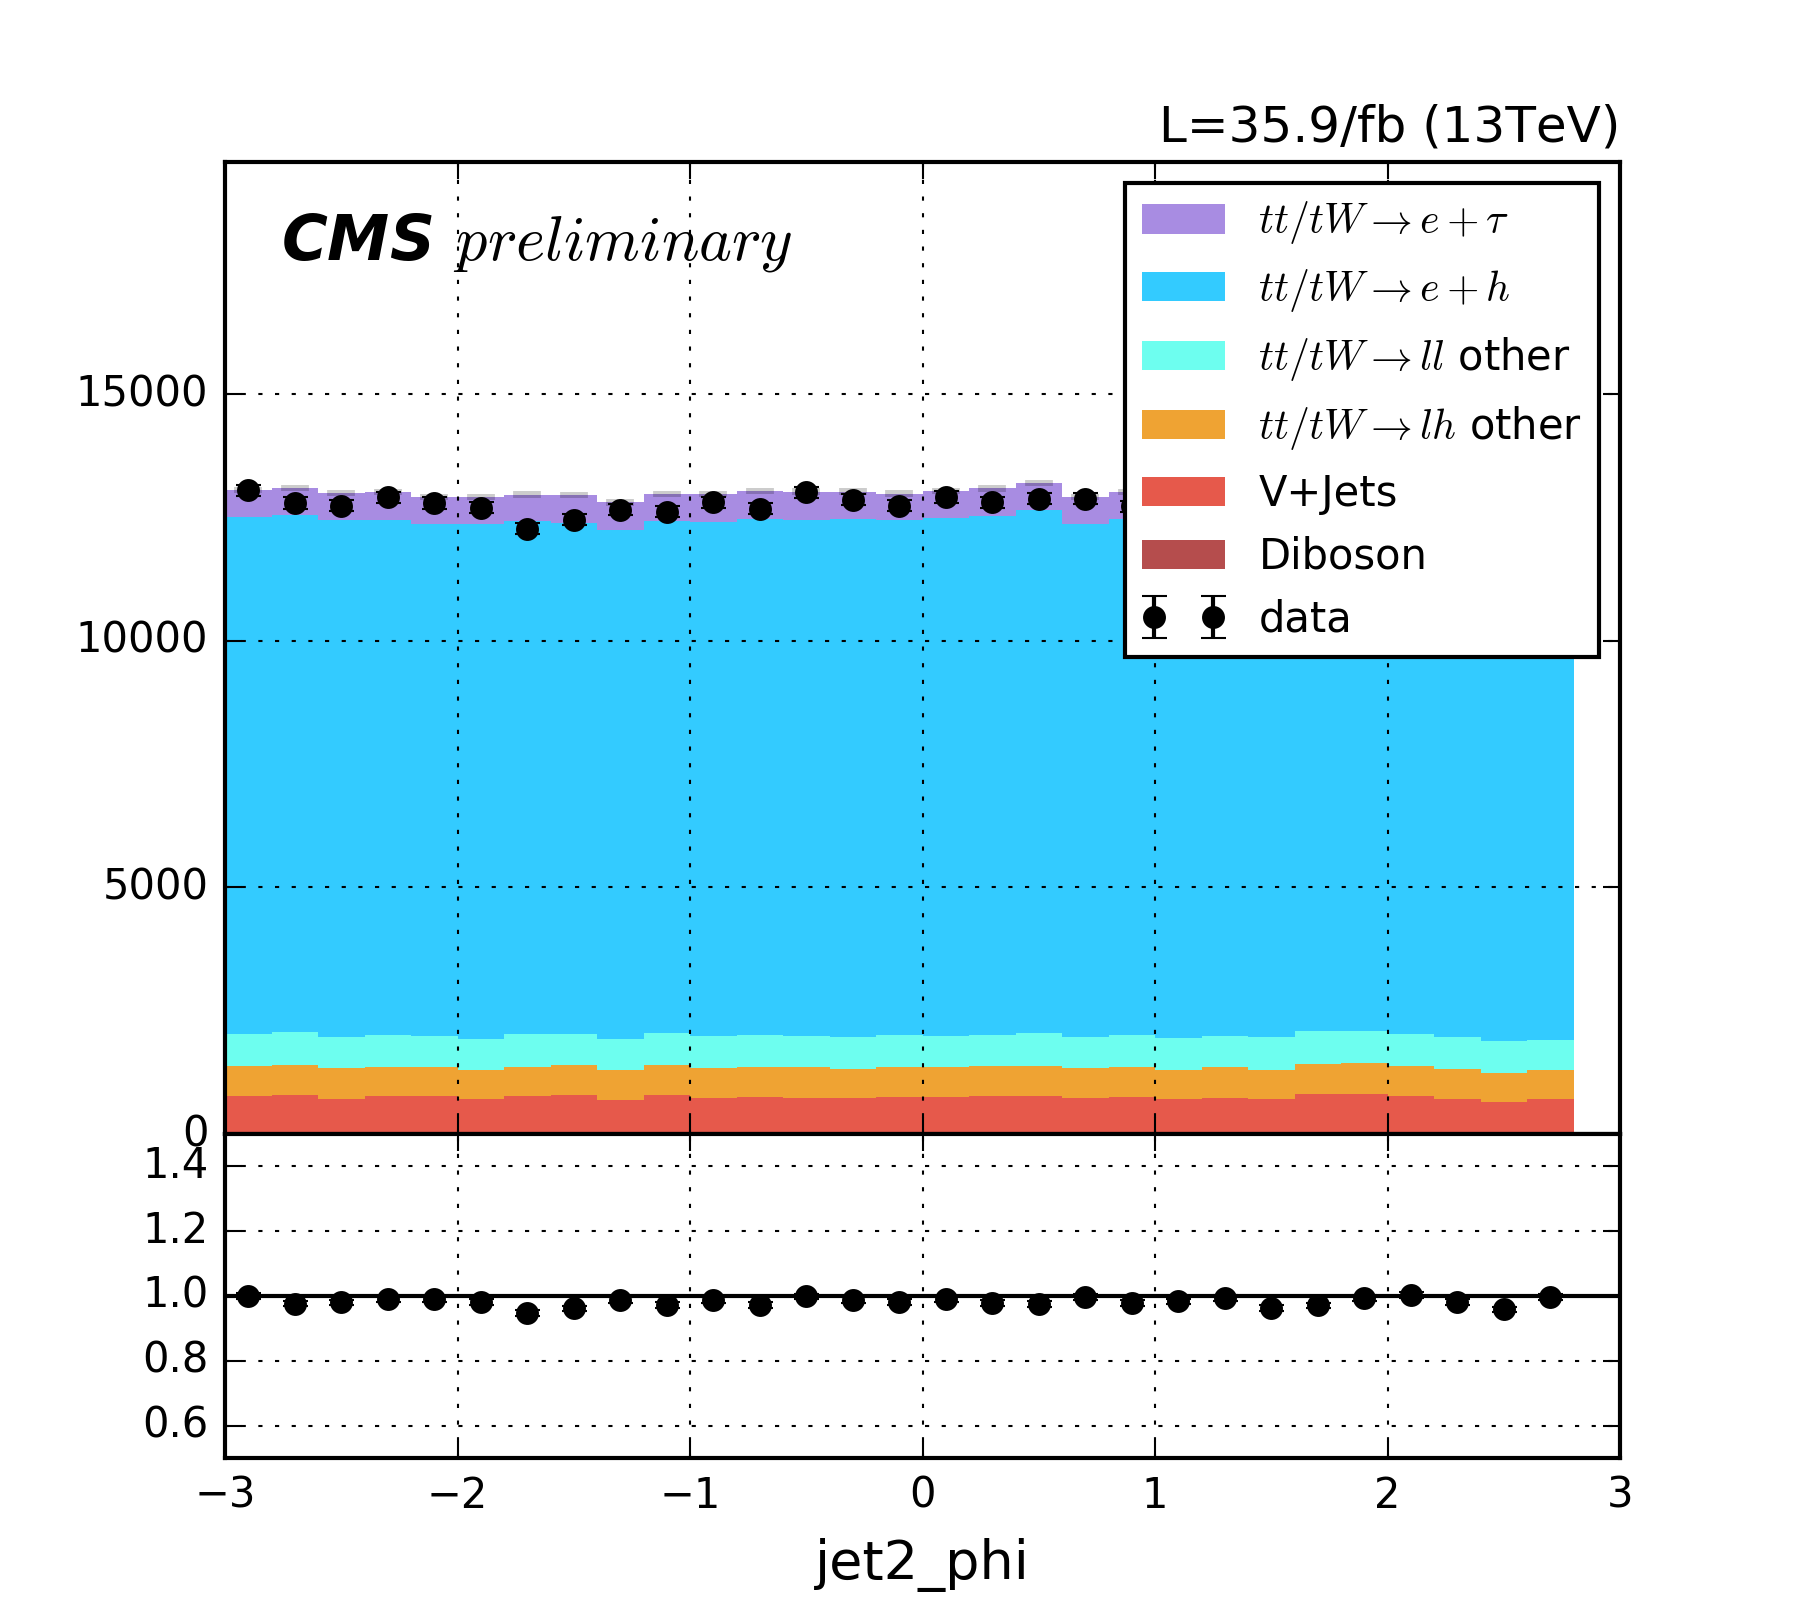 L=35.9/fb (13TeV)
CMS preliminary
tt/tW → e + τ
tt/tW → e + h
tt/tW → ll other
tt/tW → lh other
V+Jets
Diboson
data
15000
10000
5000
0
1.4
1.2
1.0
0.8
0.6
−3 −2 −1 0 1 2 3
jet2_phi